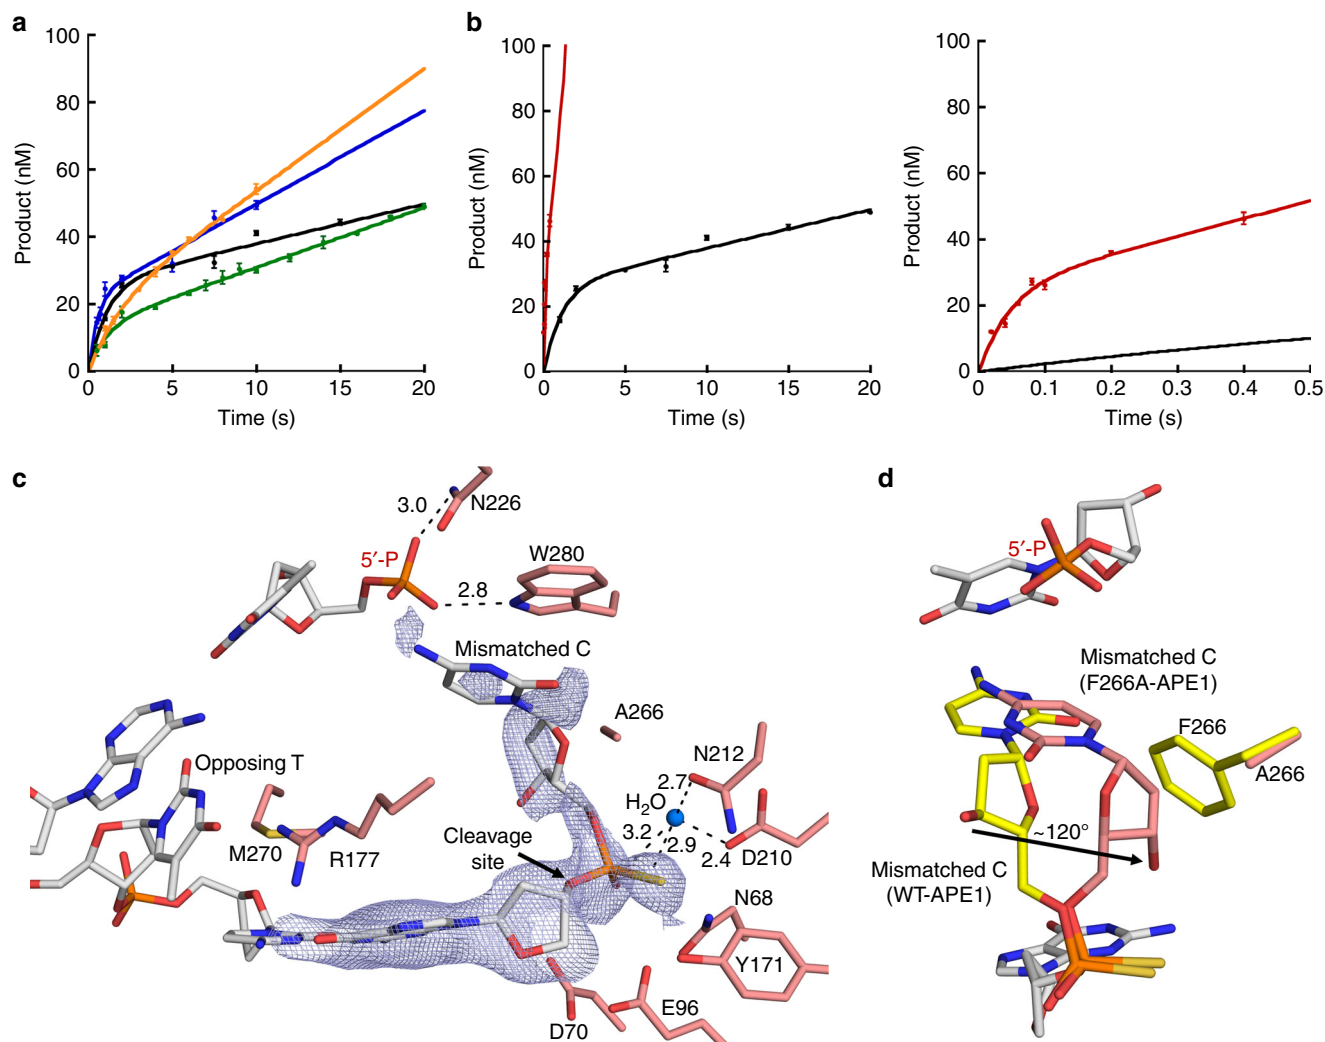 a
100
80
60
40
20
0
Product (nM)
0
5
10
15
20
Time (s)
b
100
80
60
40
20
0
Product (nM)
0
5
10
15
20
Time (s)
100
80
60
40
20
0
Product (nM)
0
0.1
0.2
0.3
0.4
0.5
Time (s)
c
3.0
N226
5′-P
W280
2.8
Mismatched C
A266
Opposing T
N212
2.7
H2O
3.2
2.9
2.4
D210
M270
R177
Cleavage
site
N68
Y171
E96
D70
d
5′-P
Mismatched C
(F266A-APE1)
F266
A266
~120°
Mismatched C
(WT-APE1)